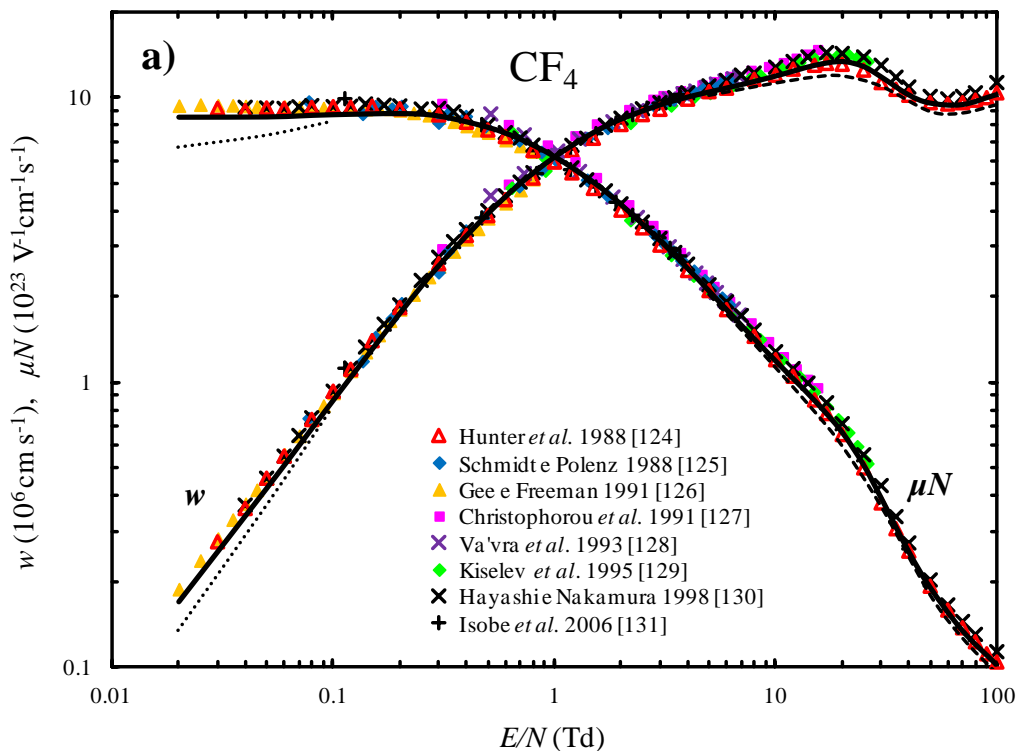 a)
CF4
10
1
0.1
w (10^6 cm s^-1), μN (10^23 V^-1cm^-1s^-1)
w
μN
Hunter et al. 1988 [124]
Schmidt e Polenz 1988 [125]
Gee e Freeman 1991 [126]
Christophorou et al. 1991 [127]
Va'vra et al. 1993 [128]
Kiselev et al. 1995 [129]
Hayashi e Nakamura 1998 [130]
Isobe et al. 2006 [131]
0.01 0.1 1 10 100
E/N (Td)